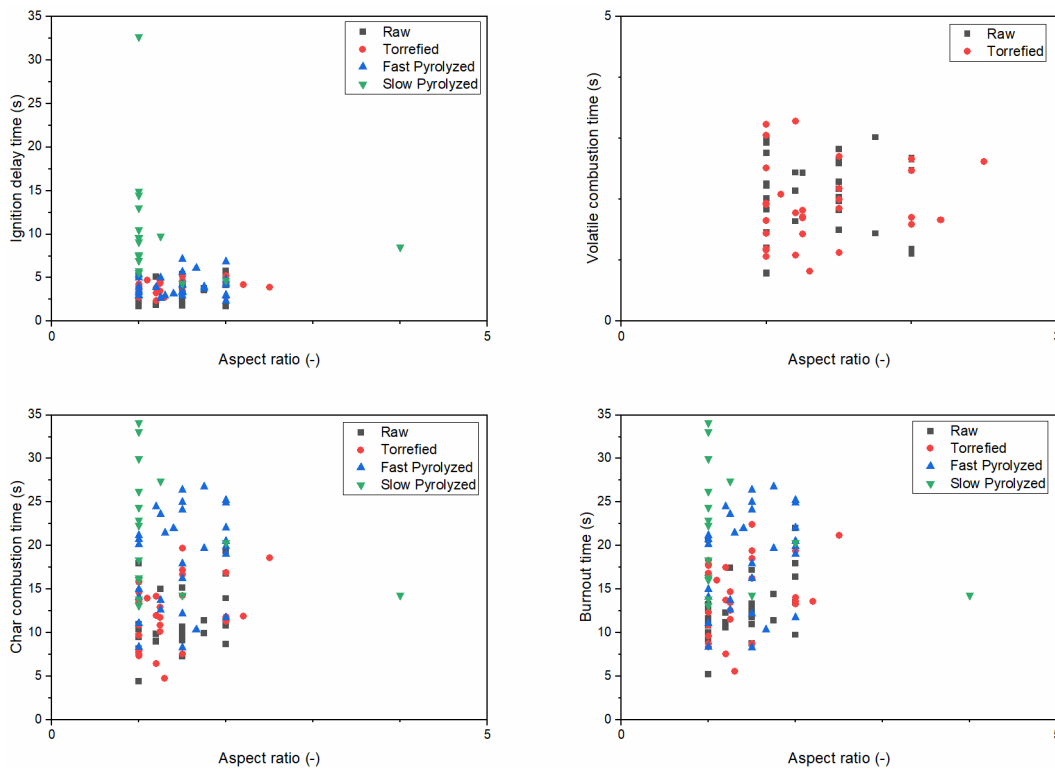 35
30
25
20
15
10
5
0
0
5
Ignition delay time (s)
Aspect ratio (-)
Raw
Torrefied
Fast Pyrolyzed
Slow Pyrolyzed
5
0
0
Volatile combustion time (s)
Aspect ratio (-)
Raw
Torrefied
35
30
25
20
15
10
5
0
0
5
Char combustion time (s)
Aspect ratio (-)
Raw
Torrefied
Fast Pyrolyzed
Slow Pyrolyzed
35
30
25
20
15
10
5
0
0
5
Burnout time (s)
Aspect ratio (-)
Raw
Torrefied
Fast Pyrolyzed
Slow Pyrolyzed